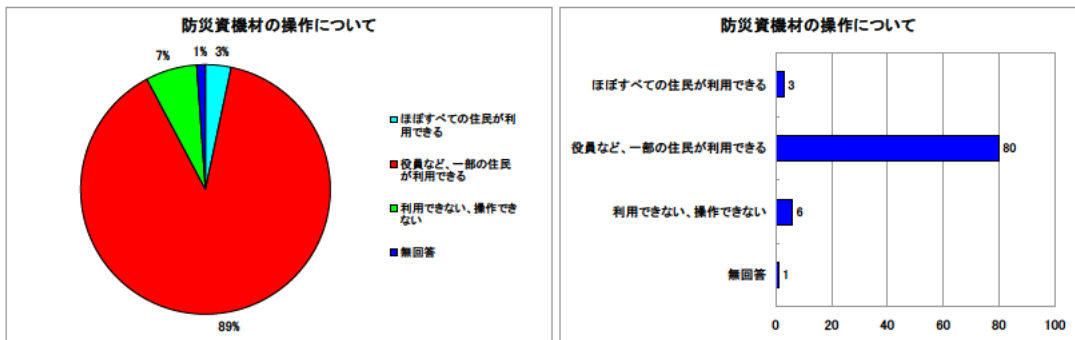 防災資機材の操作について
7%
1%
3%
89%
ほぼすべての住民が利
用できる
役員など、一部の住民
が利用できる
利用できない、操作でき
ない
無回答
防災資機材の操作について
ほぼすべての住民が利用できる
3
役員など、一部の住民が利用できる
80
利用できない、操作できない
6
無回答
1
0 20 40 60 80 100